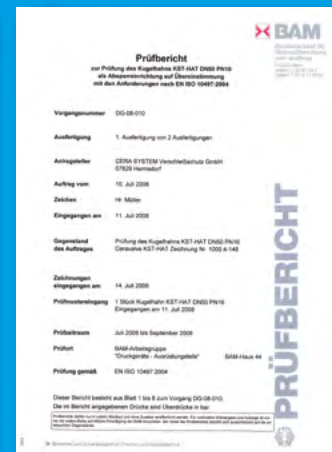 BAM
Prüfbericht
zur Prüfung des Kugelhahns KST-HAT DN50 PN16
als Absperreinrichtung auf Übereinstimmung
mit den Anforderungen nach EN ISO 10497:2004
Vorgangsnummer DG-08-010
Ausfertigung 1. Ausfertigung von 2 Ausfertigungen
Antragsteller CERA SYSTEM Verschleißschutz GmbH
07629 Hermsdorf
Auftrag vom 10. Juli 2008
Zeichen Hr. Müller
Eingegangen am 11. Juli 2008
Gegenstand des Auftrages Prüfung des Kugelhahns KST-HAT DN50 PN16
Ceravalve KST-HAT Zeichnung Nr. 1000.4-148
Zeichnungen eingegangen am 14. Juli 2008
Prüfmustereingang 1 Stück Kugelhahn KST-HAT DN50 PN16
Eingegangen am 11. Juli 2008
Prüfzeitraum Juli 2008 bis September 2008
Prüfort BAM-Arbeitsgruppe
"Druckgeräte - Ausrüstungsteile" BAM-Haus 44
Prüfung gemäß EN ISO 10497:2004
Dieser Bericht besteht aus Blatt 1 bis 8 zum Vorgang DG-08-010.
Die im Bericht angegebenen Drücke sind Überdrücke in bar.
PRÜFBERICHT